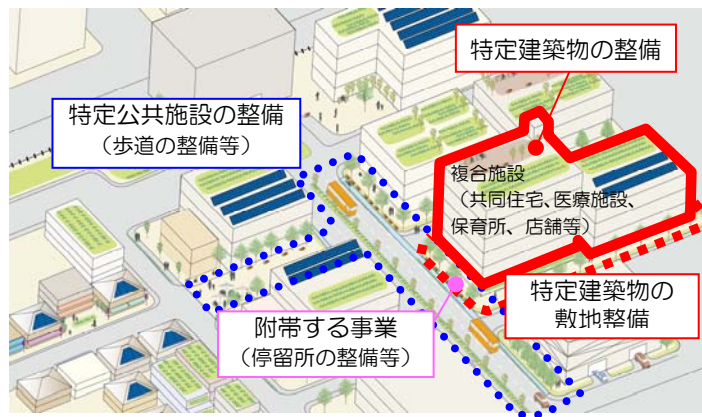 特定建築物の整備
特定公共施設の整備
（歩道の整備等）
複合施設
（共同住宅、医療施設、
保育所、店舗等）
特定建築物の
敷地整備
附帯する事業
（停留所の整備等）